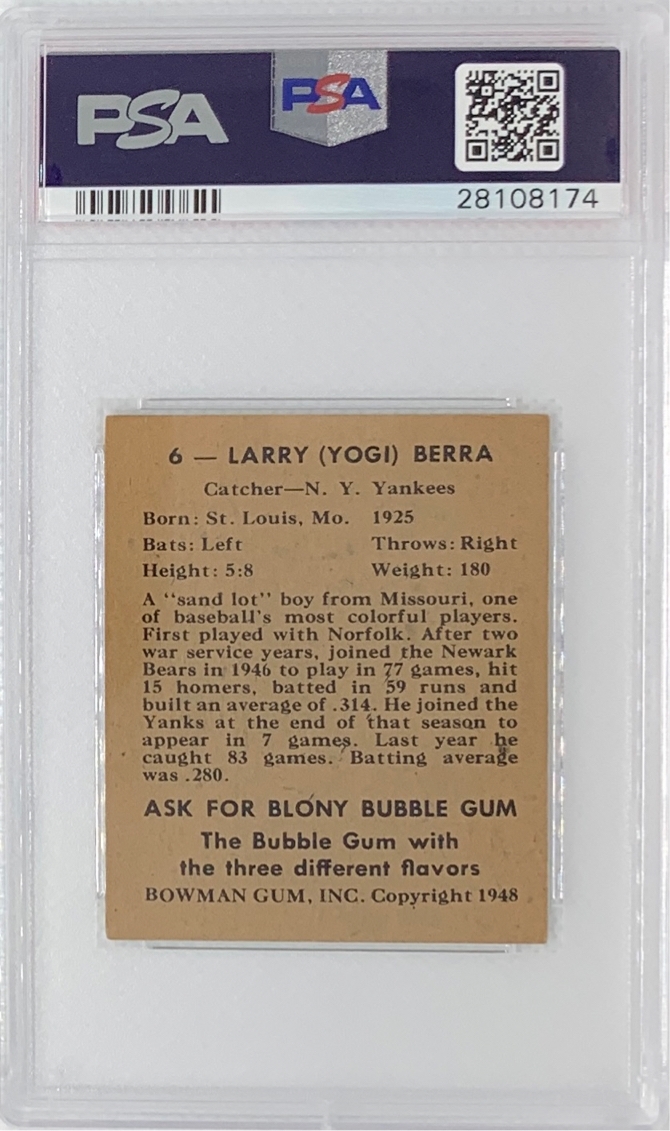 PSA
PSA
28108174
6 — LARRY (YOGI) BERRA
Catcher—N. Y. Yankees
Born: St. Louis, Mo. 1925
Bats: Left Throws: Right
Height: 5:8 Weight: 180
A "sand lot" boy from Missouri, one
of baseball's most colorful players.
First played with Norfolk. After two
war service years, joined the Newark
Bears in 1946 to play in 77 games, hit
15 homers, batted in 59 runs and
built an average of .314. He joined the
Yanks at the end of that season to
appear in 7 games. Last year he
caught 83 games. Batting average
was .280.
ASK FOR BLONY BUBBLE GUM
The Bubble Gum with
the three different flavors
BOWMAN GUM, INC. Copyright 1948